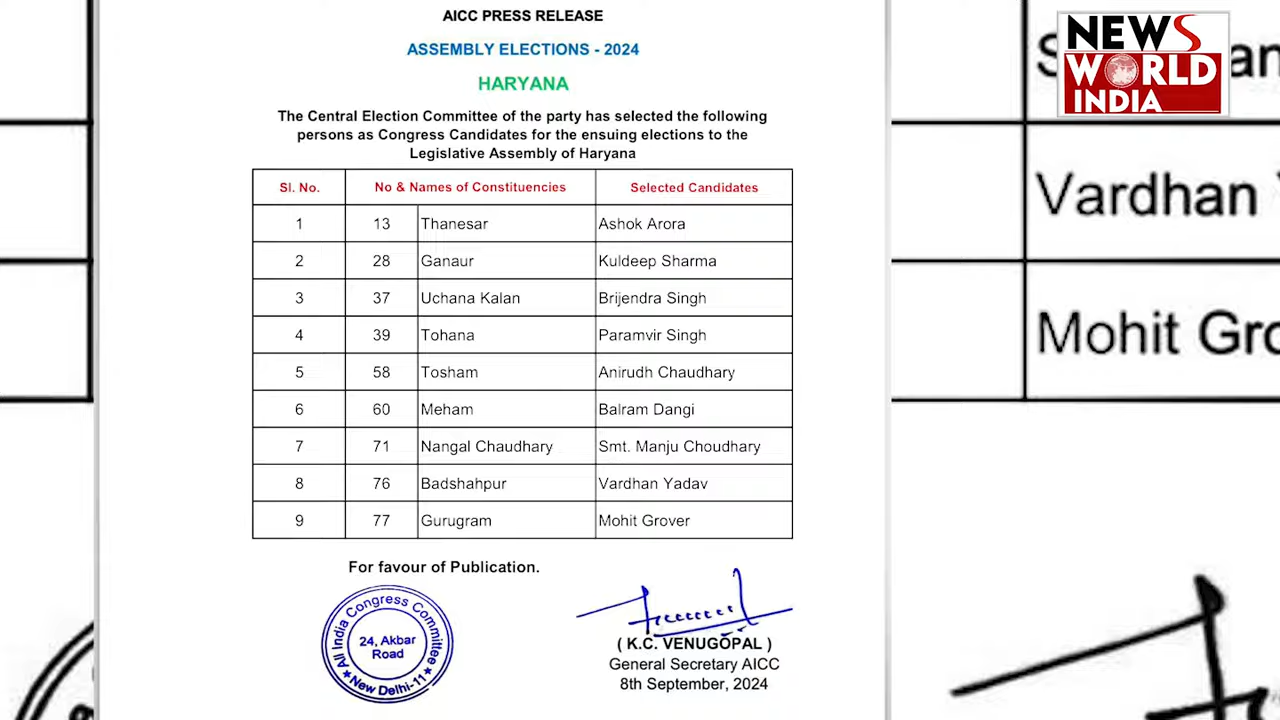 AICC PRESS RELEASE
ASSEMBLY ELECTIONS - 2024
HARYANA
The Central Election Committee of the party has selected the following
persons as Congress Candidates for the ensuing elections to the
Legislative Assembly of Haryana
Sl. No. No & Names of Constituencies Selected Candidates
1 13 Thanesar Ashok Arora
2 28 Ganaur Kuldeep Sharma
3 37 Uchana Kalan Brijendra Singh
4 39 Tohana Paramvir Singh
5 58 Tosham Anirudh Chaudhary
6 60 Meham Balram Dangi
7 71 Nangal Chaudhary Smt. Manju Choudhary
8 76 Badshahpur Vardhan Yadav
9 77 Gurugram Mohit Grover
For favour of Publication.
All India Congress Committee
24, Akbar
Road
New Delhi-11
( K.C. VENUGOPAL )
General Secretary AICC
8th September, 2024
NEWS
WORLD
INDIA
Vardhan
Mohit